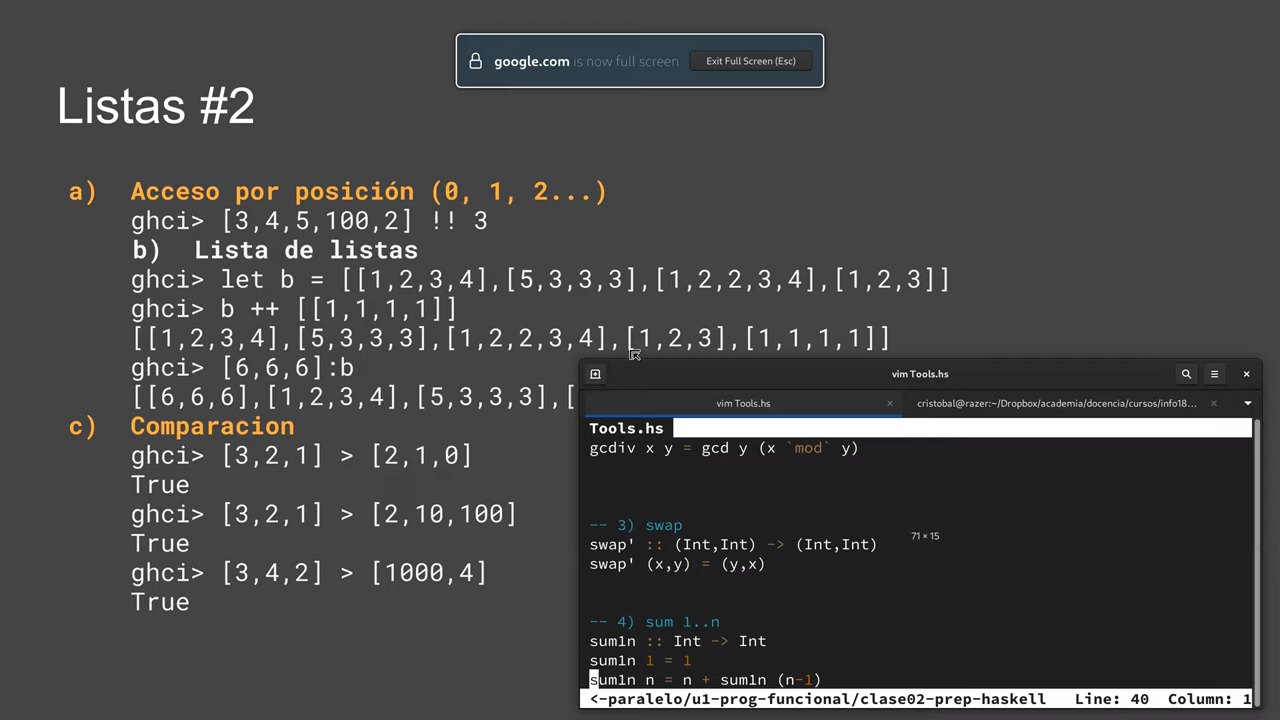 google.com is now full screen Exit Full Screen (Esc)
Listas #2
a) Acceso por posición (0, 1, 2...)
ghci> [3,4,5,100,2] !! 3
b) Lista de listas
ghci> let b = [[1,2,3,4],[5,3,3,3],[1,2,2,3,4],[1,2,3]]
ghci> b ++ [[1,1,1,1]]
[[1,2,3,4],[5,3,3,3],[1,2,2,3,4],[1,2,3],[1,1,1,1]]
ghci> [6,6,6]:b
[[6,6,6],[1,2,3,4],[5,3,3,3],[
c) Comparacion
ghci> [3,2,1] > [2,1,0]
True
ghci> [3,2,1] > [2,10,100]
True
ghci> [3,4,2] > [1000,4]
True
vim Tools.hs
vim Tools.hs cristobal@razer:~/Dropbox/academia/docencia/cursos/info18...
Tools.hs
gcdiv x y = gcd y (x `mod` y)
-- 3) swap
swap' :: (Int,Int) -> (Int,Int)
71 × 15
swap' (x,y) = (y,x)
-- 4) sum 1..n
sum1n :: Int -> Int
sum1n 1 = 1
sum1n n = n + sum1n (n-1)
<-paralelo/u1-prog-funcional/clase02-prep-haskell Line: 40 Column: 1